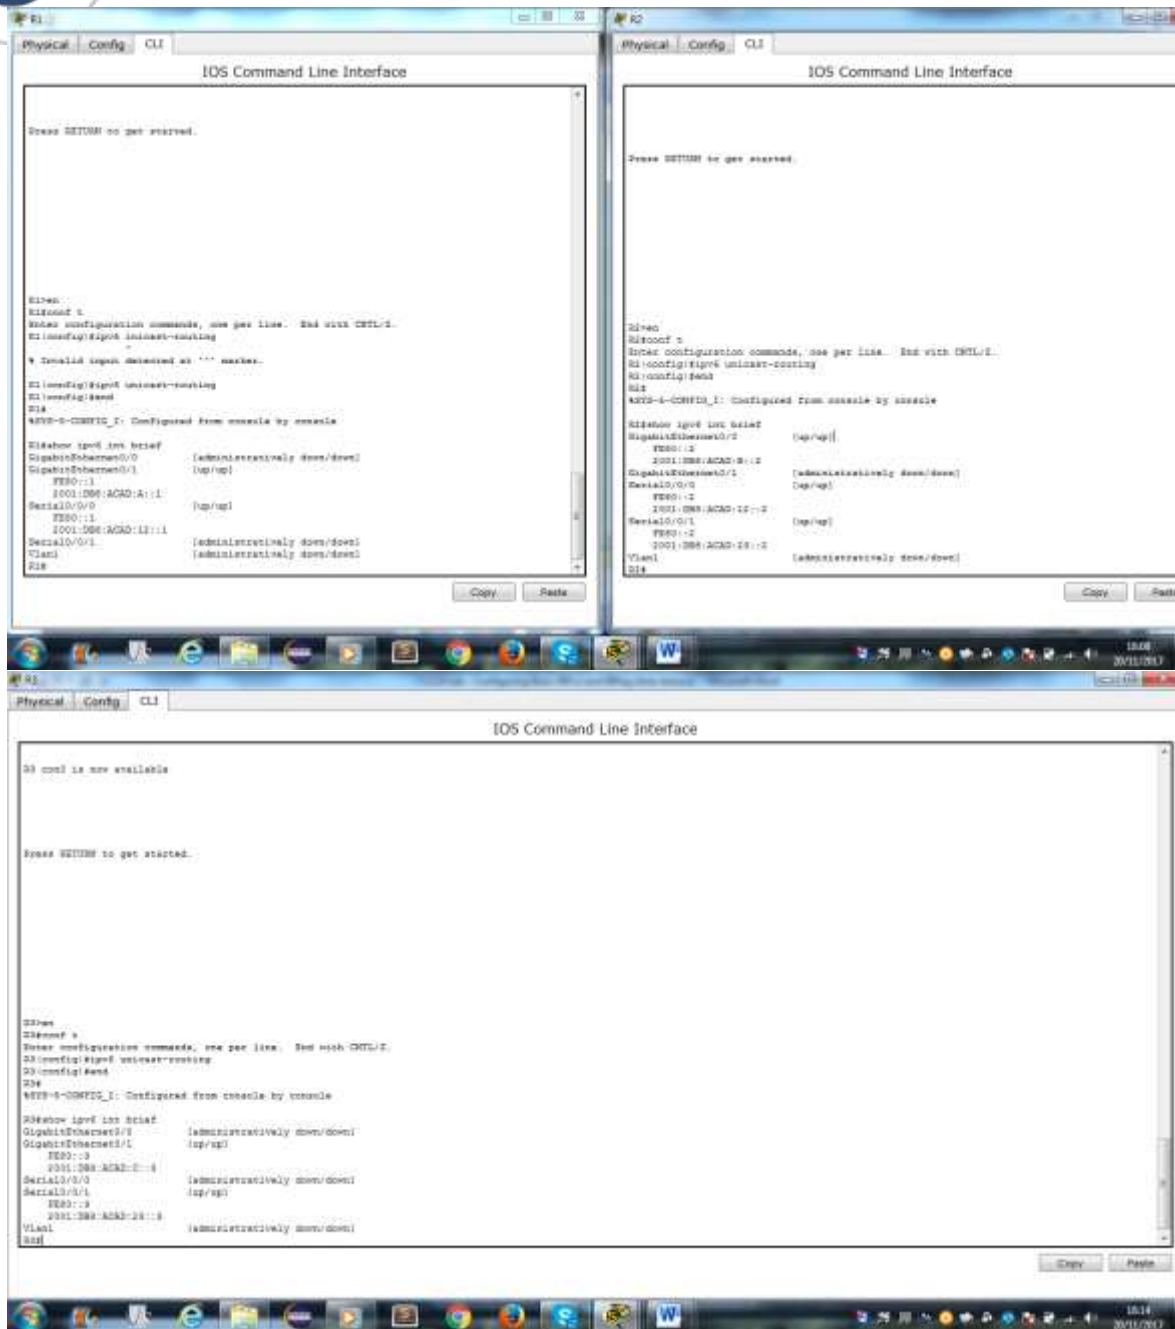 R1
Physical Config CLI
IOS Command Line Interface
Press RETURN to get started.
R1>en
R1#conf t
Enter configuration commands, one per line. End with CNTL/Z.
R1(config)#ipv6 inicast-routing
^
% Invalid input detected at '^' marker.
R1(config)#ipv6 unicast-routing
R1(config)#end
R1#
%SYS-5-CONFIG_I: Configured from console by console
R1#show ipv6 int brief
GigabitEthernet0/0 [administratively down/down]
GigabitEthernet0/1 [up/up]
FE80::1
2001:DB8:ACAD:A::1
Serial0/0/0 [up/up]
FE80::1
2001:DB8:ACAD:12::1
Serial0/0/1 [administratively down/down]
Vlan1 [administratively down/down]
R1#
Copy Paste
R2
Physical Config CLI
IOS Command Line Interface
Press RETURN to get started.
R2>en
R2#conf t
Enter configuration commands, one per line. End with CNTL/Z.
R2(config)#ipv6 unicast-routing
R2(config)#end
R2#
%SYS-5-CONFIG_I: Configured from console by console
R2#show ipv6 int brief
GigabitEthernet0/0 [up/up]
FE80::2
2001:DB8:ACAD:B::2
GigabitEthernet0/1 [administratively down/down]
Serial0/0/0 [up/up]
FE80::2
2001:DB8:ACAD:12::2
Serial0/0/1 [up/up]
FE80::2
2001:DB8:ACAD:23::2
Vlan1 [administratively down/down]
R2#
Copy Paste
20/11/2017
R3
Physical Config CLI
IOS Command Line Interface
R3 con0 is now available
Press RETURN to get started.
R3>en
R3#conf t
Enter configuration commands, one per line. End with CNTL/Z.
R3(config)#ipv6 unicast-routing
R3(config)#end
R3#
%SYS-5-CONFIG_I: Configured from console by console
R3#show ipv6 int brief
GigabitEthernet0/0 [administratively down/down]
GigabitEthernet0/1 [up/up]
FE80::3
2001:DB8:ACAD:C::3
Serial0/0/0 [administratively down/down]
Serial0/0/1 [up/up]
FE80::3
2001:DB8:ACAD:23::3
Vlan1 [administratively down/down]
R3#
Copy Paste
20/11/2017